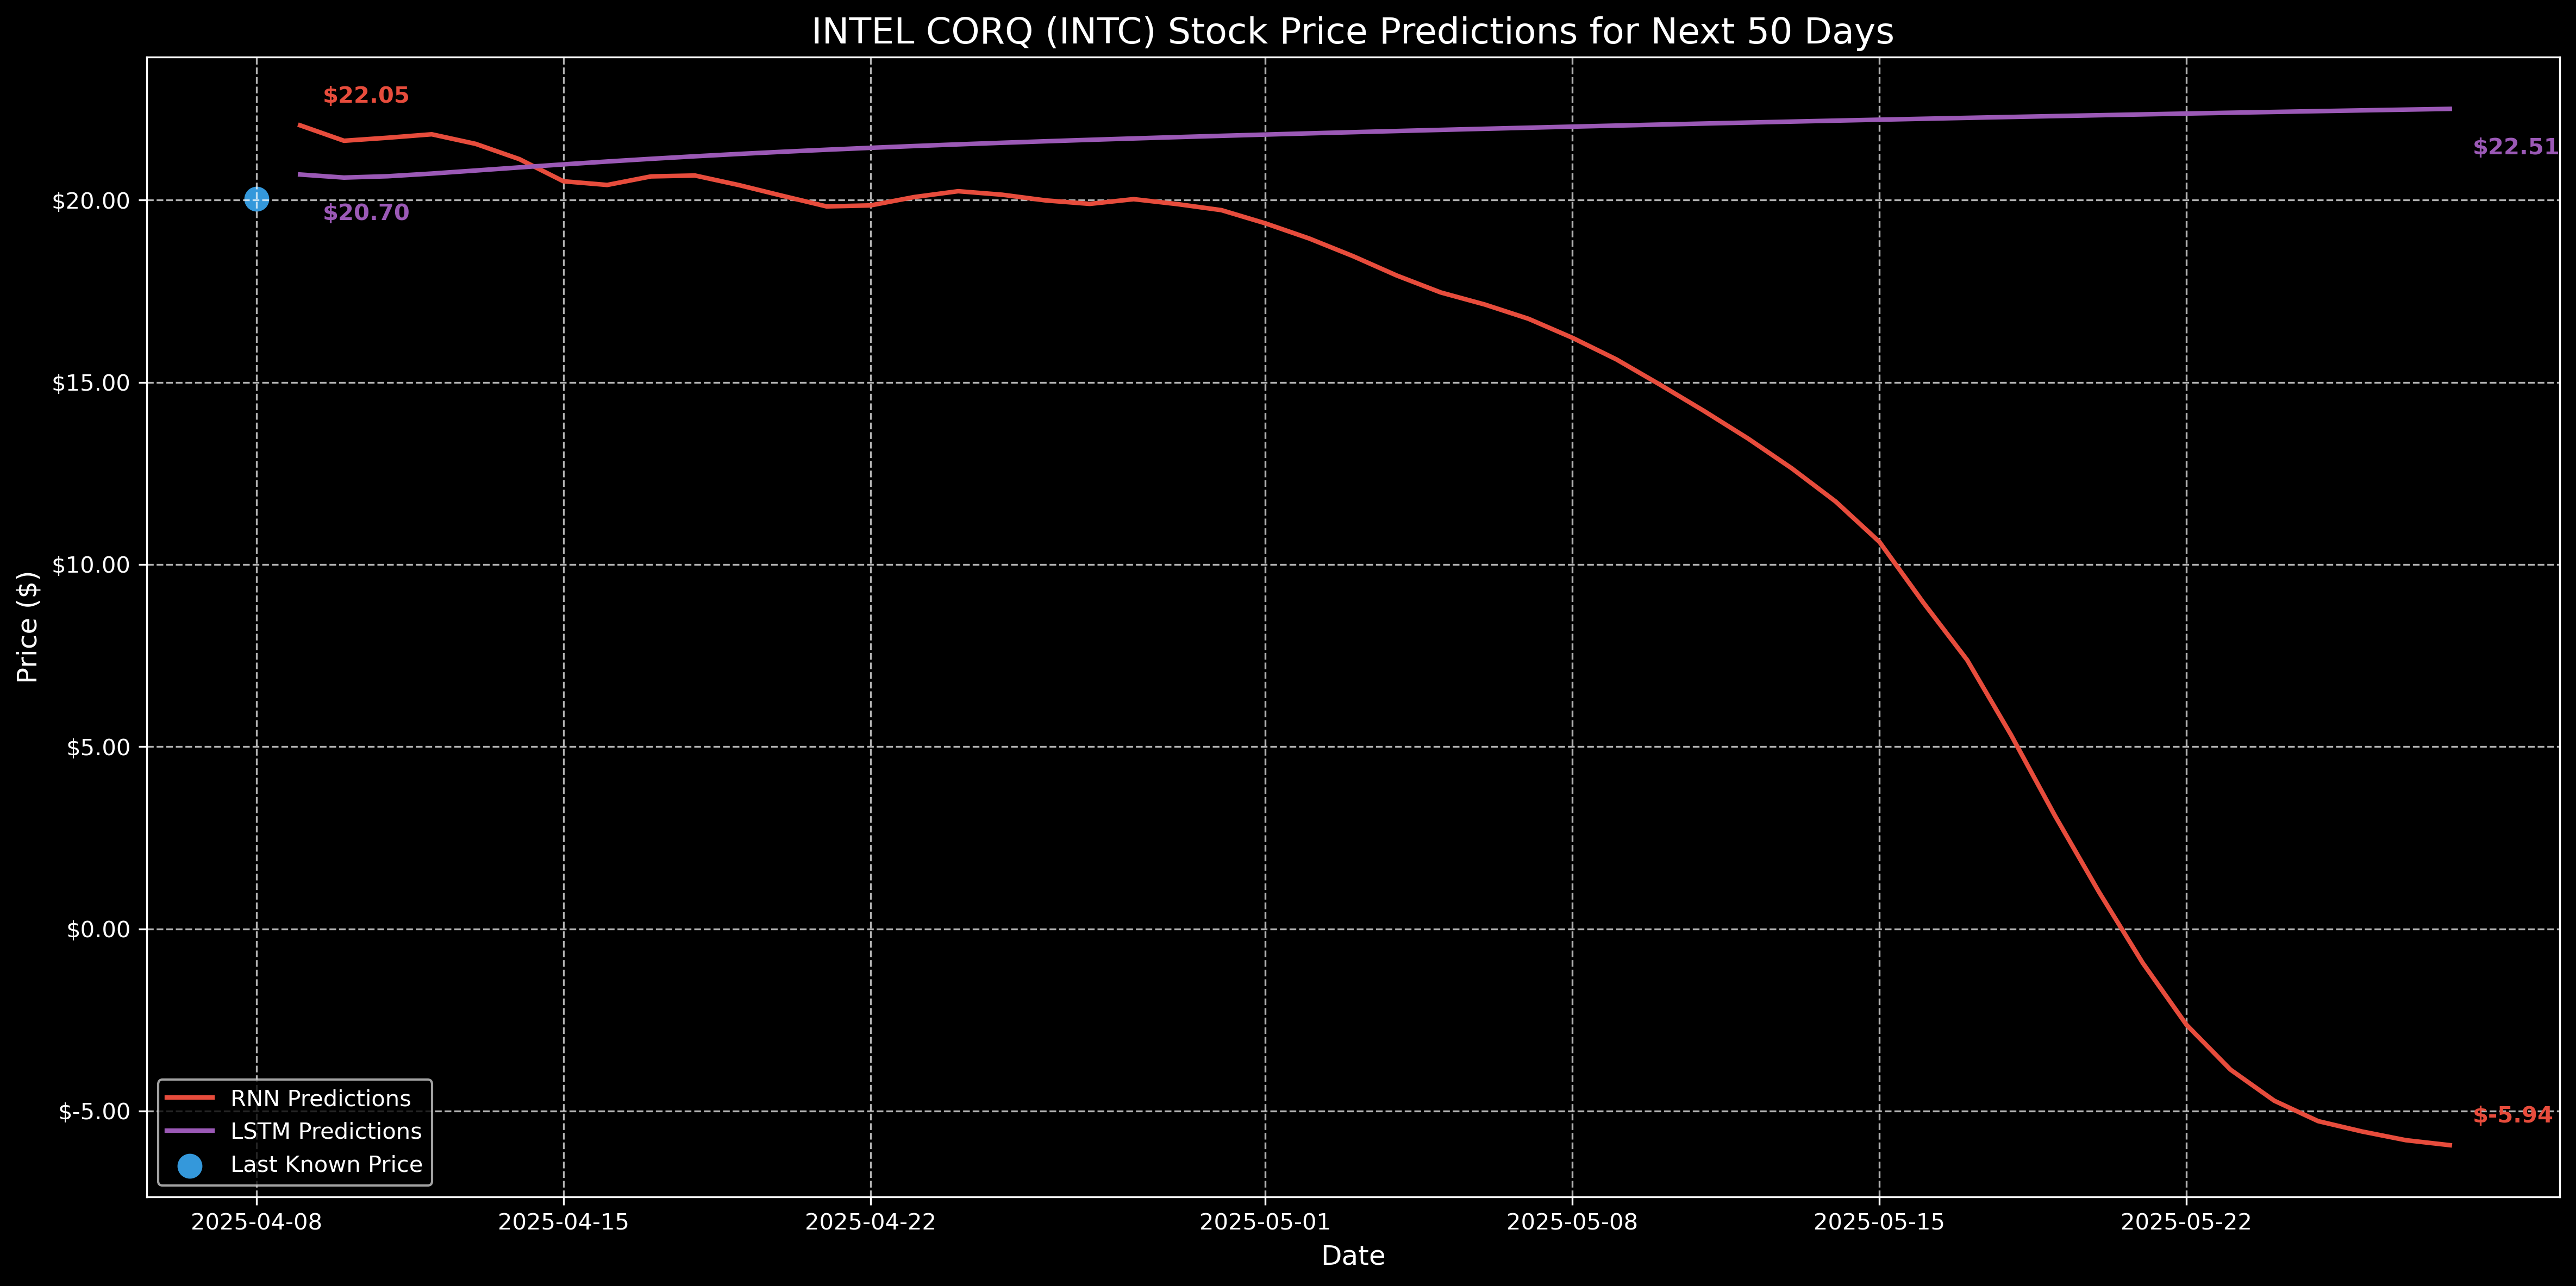 INTEL CORQ (INTC) Stock Price Predictions for Next 50 Days
$22.05
$22.51
$20.70
$-5.94
Price ($)
$20.00
$15.00
$10.00
$5.00
$0.00
$-5.00
RNN Predictions
LSTM Predictions
Last Known Price
2025-04-08
2025-04-15
2025-04-22
2025-05-01
2025-05-08
2025-05-15
2025-05-22
Date